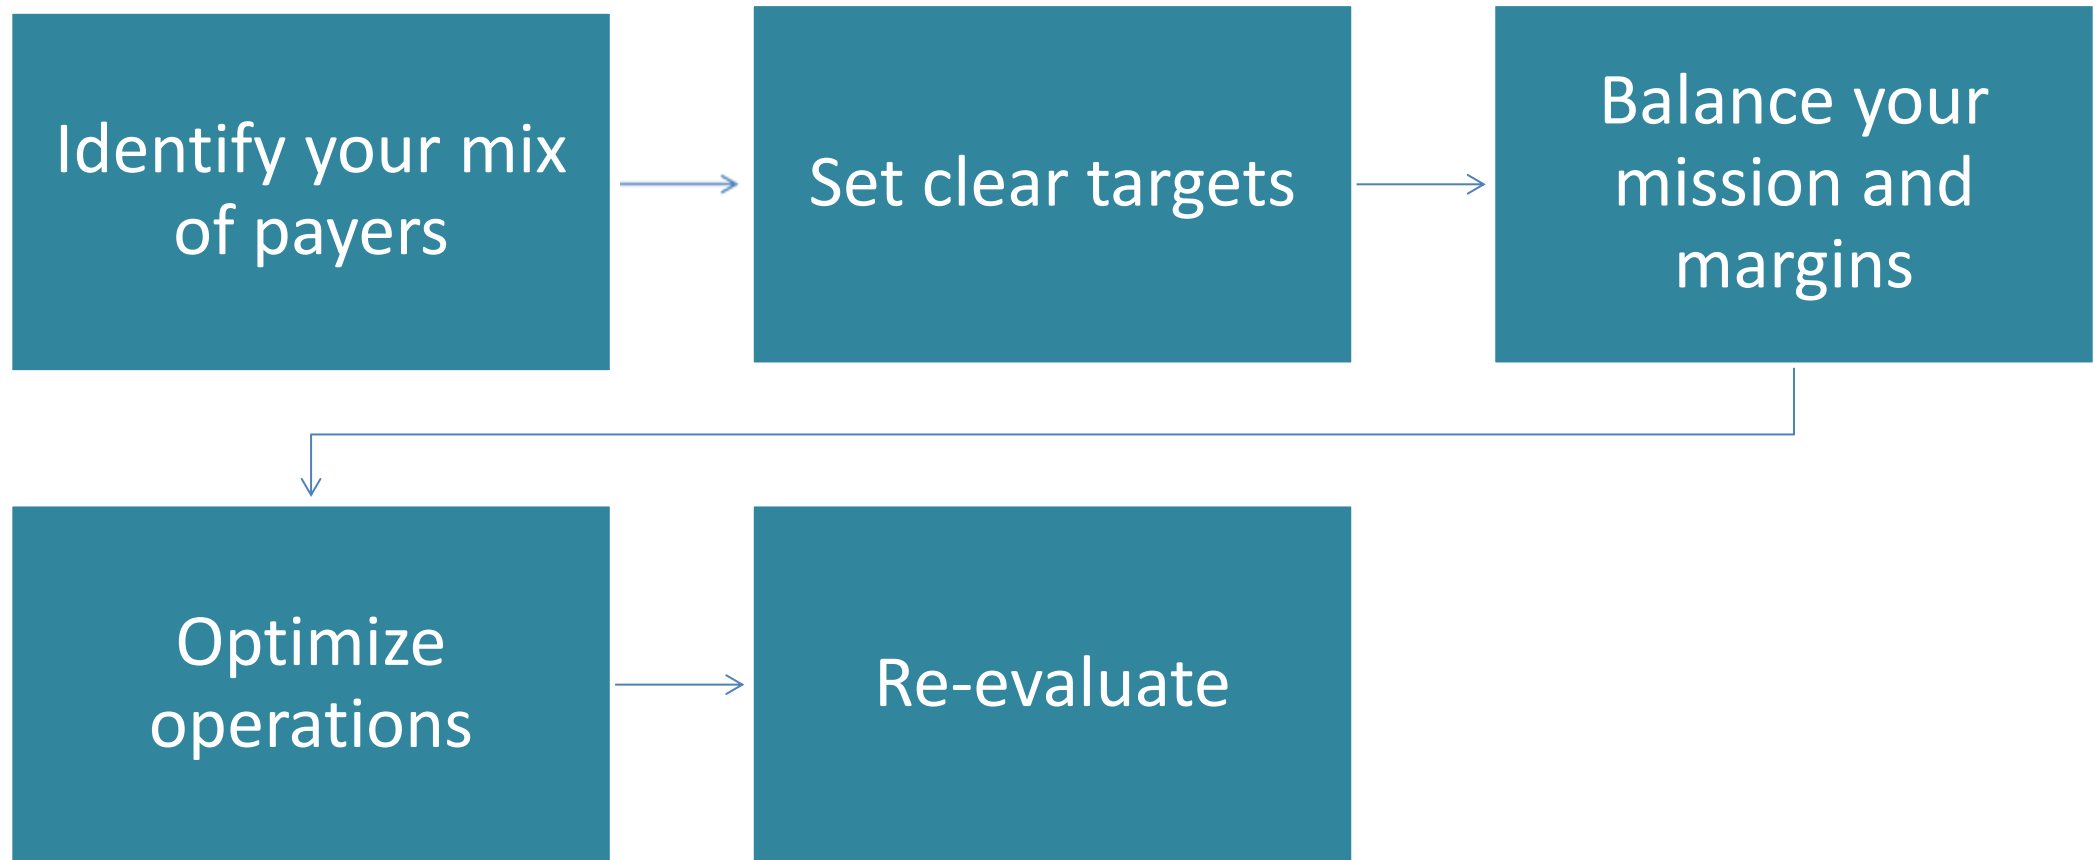 Identify your mix
of payers
Set clear targets
Balance your
mission and
margins
Optimize
operations
Re-evaluate